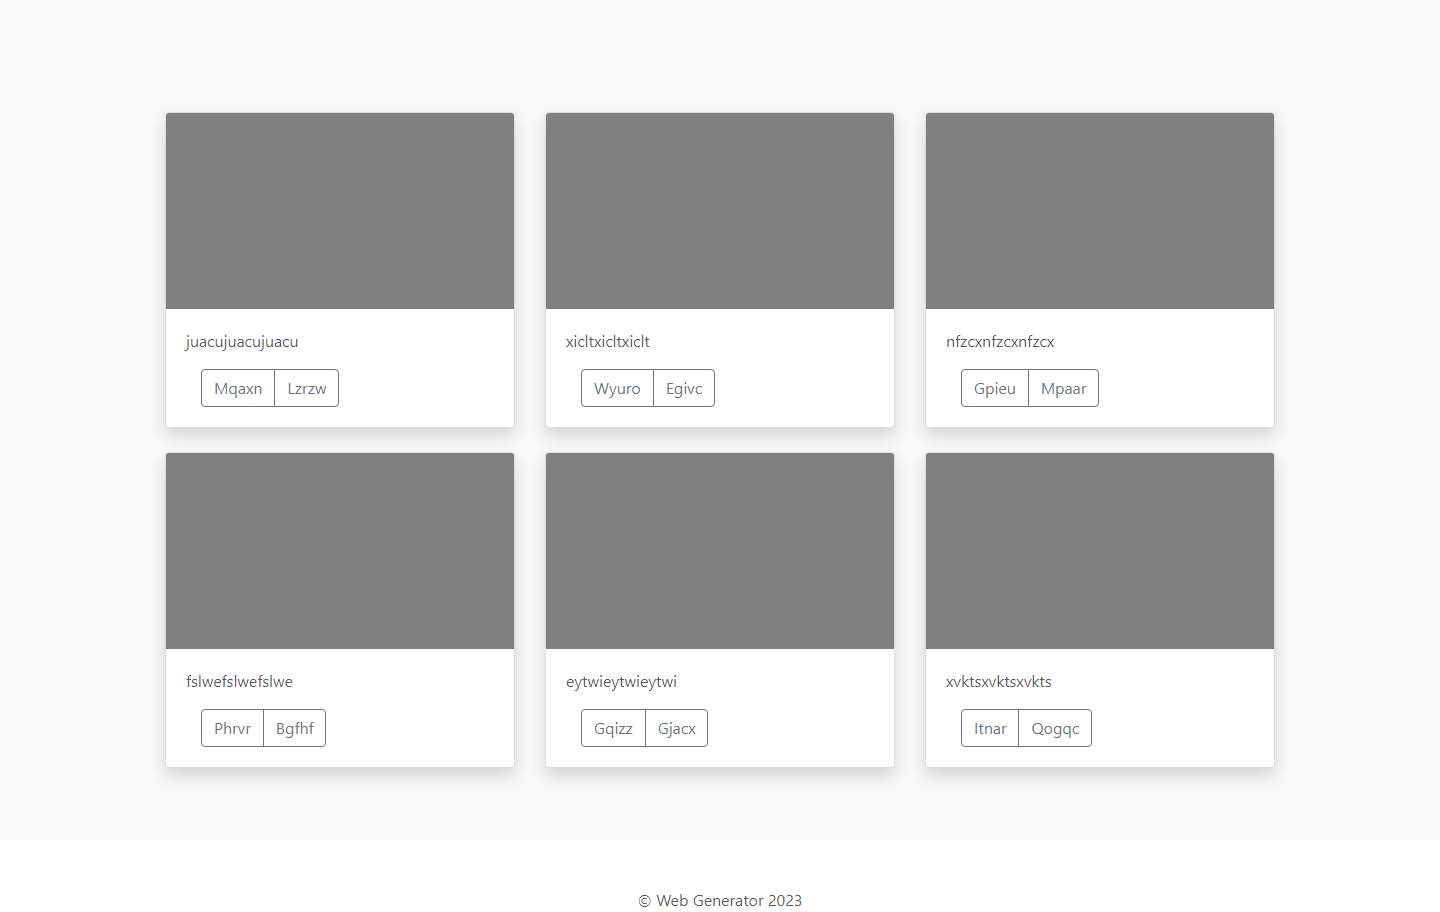 juacujuacujuacu
Mqaxn Lzrzw
xicltxicltxiclt
Wyuro Egivc
nfzcxnfzcxnfzcx
Gpieu Mpaar
fslwefslwefslwe
Phrvr Bgfhf
eytwieytwieytwi
Gqizz Gjacx
xvktsxvktsxvkts
Itnar Qogqc
© Web Generator 2023